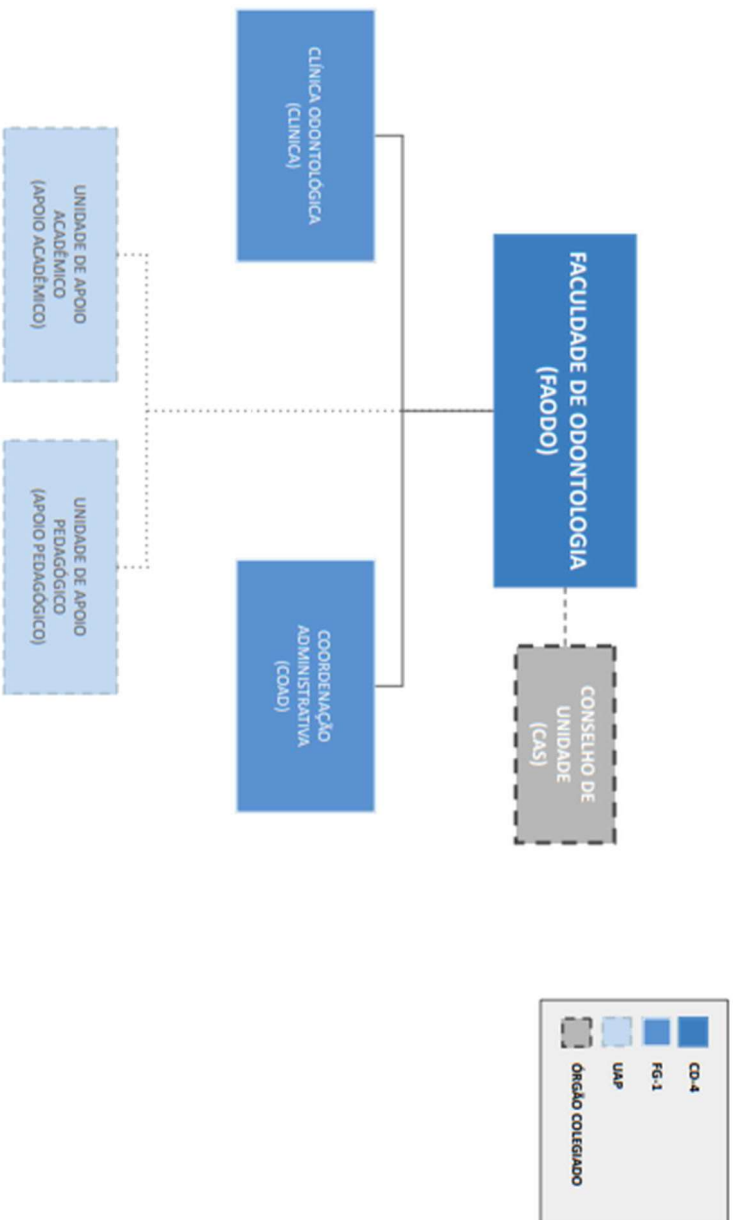 FACULDADE DE ODONTOLOGIA
(FAODO)
CONSELHO DE
UNIDADE
(CAS)
CLÍNICA ODONTOLÓGICA
(CLINICA)
COORDENAÇÃO
ADMINISTRATIVA
(COAD)
UNIDADE DE APOIO
ACADÊMICO
(APOIO ACADÊMICO)
UNIDADE DE APOIO
PEDAGÓGICO
(APOIO PEDAGÓGICO)
CD-4
FG-1
UAP
ÓRGÃO COLEGIADO